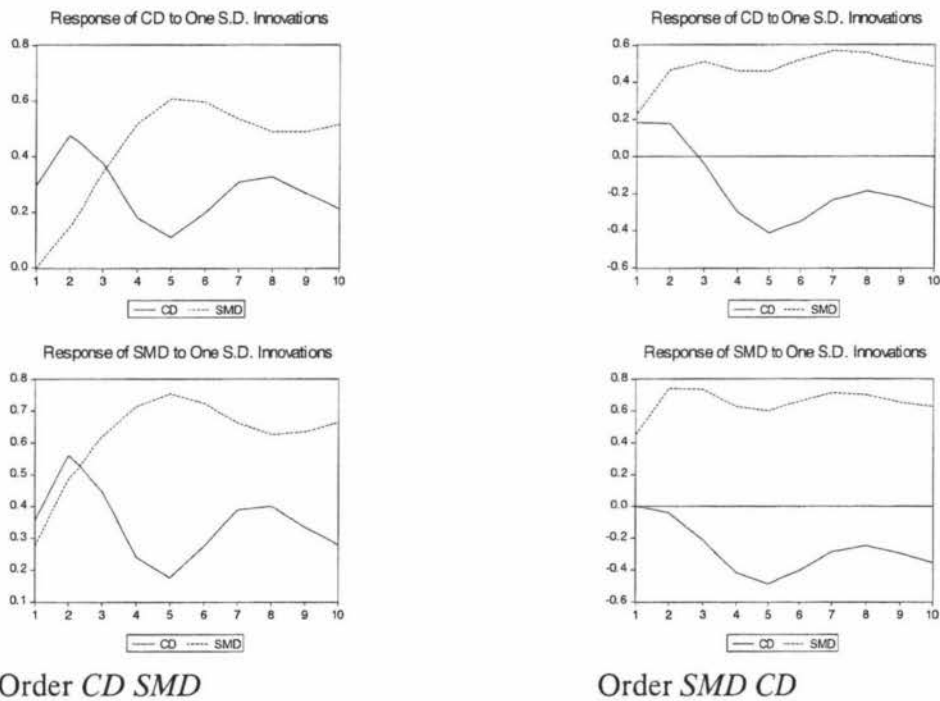 Response of CD to One S.D. Innovations
0.8
0.6
0.4
0.2
0.0
1 2 3 4 5 6 7 8 9 10
CD SMD
Response of CD to One S.D. Innovations
0.6
0.4
0.2
0.0
-0.2
-0.4
-0.6
1 2 3 4 5 6 7 8 9 10
CD SMD
Response of SMD to One S.D. Innovations
0.8
0.7
0.6
0.5
0.4
0.3
0.2
0.1
1 2 3 4 5 6 7 8 9 10
CD SMD
Response of SMD to One S.D. Innovations
0.8
0.6
0.4
0.2
0.0
-0.2
-0.4
-0.6
1 2 3 4 5 6 7 8 9 10
CD SMD
Order CD SMD
Order SMD CD